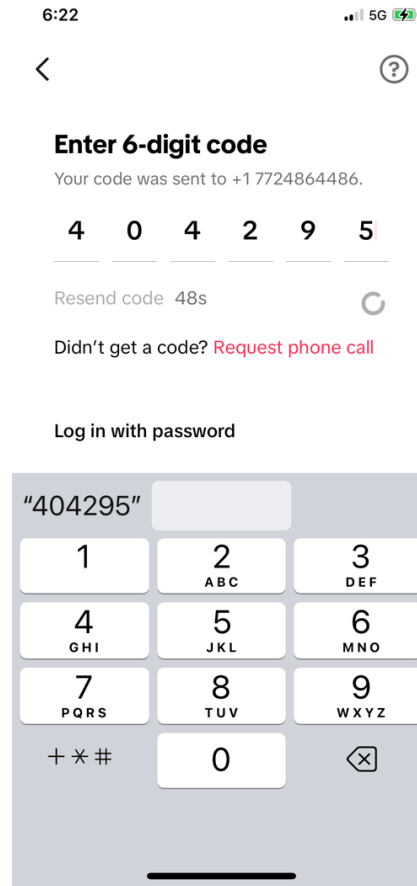 6:22
5G
?
Enter 6-digit code
Your code was sent to +1 7724864486.
4 0 4 2 9 5
Resend code 48s
Didn't get a code? Request phone call
Log in with password
"404295"
1 2 3
ABC DEF
4 5 6
GHI JKL MNO
7 8 9
PQRS TUV WXYZ
+*# 0